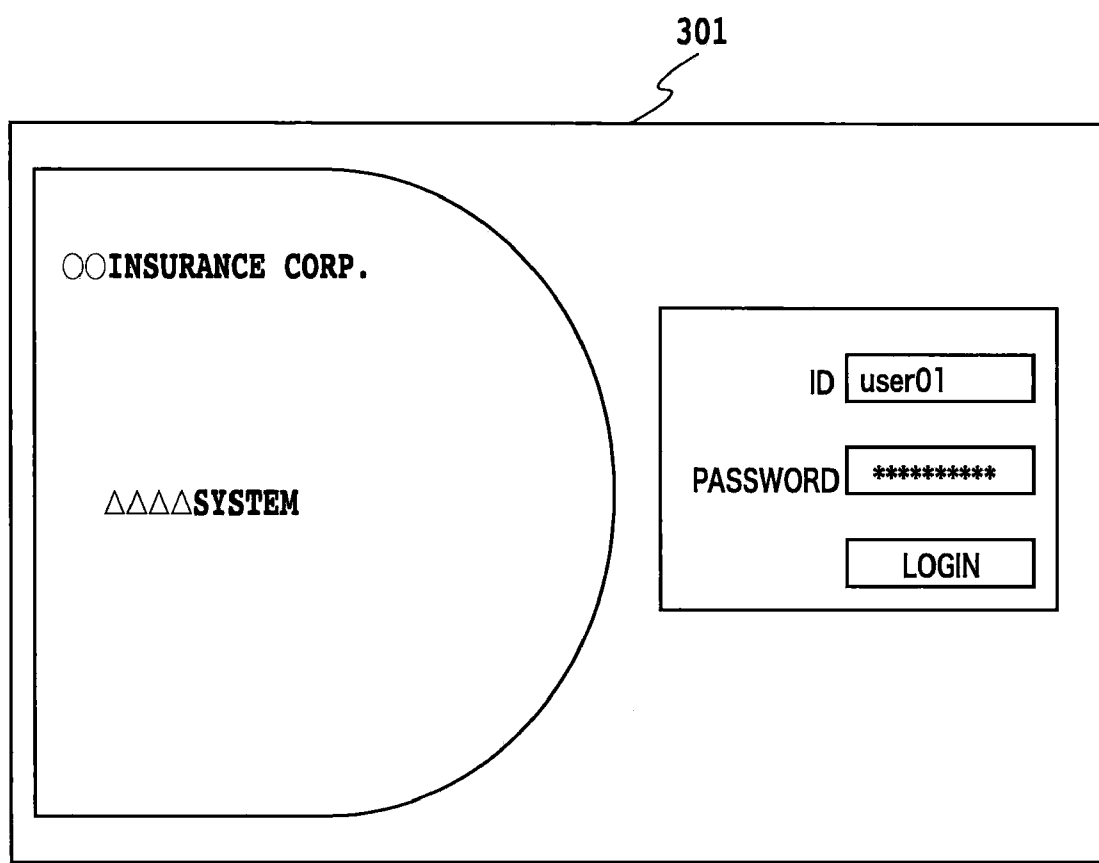 301
○○INSURANCE CORP.
△△△△SYSTEM
ID user01
PASSWORD **********
LOGIN